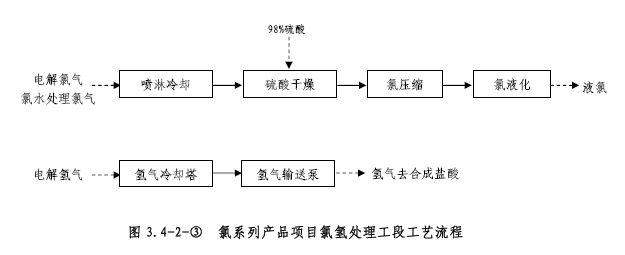 98%硫酸
电解氯气
氯水处理氯气
喷淋冷却
硫酸干燥
氯压缩
氯液化
液氯
电解氢气
氢气冷却塔
氢气输送泵
氢气去合成盐酸
图 3.4-2-③ 氯系列产品项目氯氢处理工段工艺流程